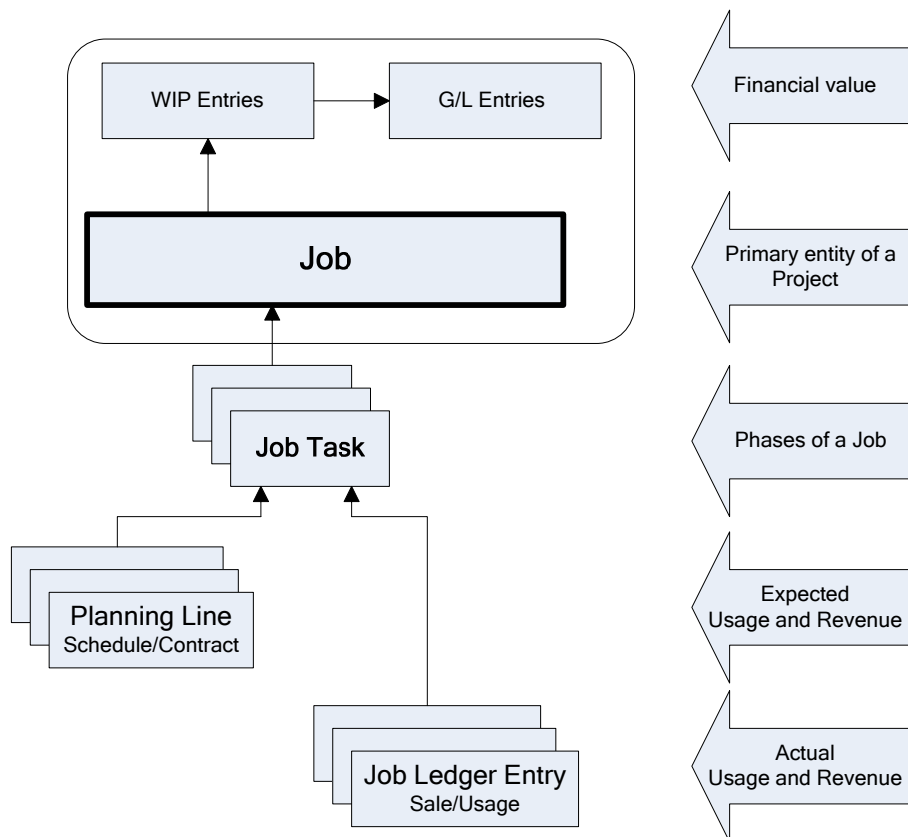 WIP Entries
G/L Entries
Financial value
Job
Primary entity of a
Project
Job Task
Phases of a Job
Planning Line
Schedule/Contract
Expected
Usage and Revenue
Job Ledger Entry
Sale/Usage
Actual
Usage and Revenue